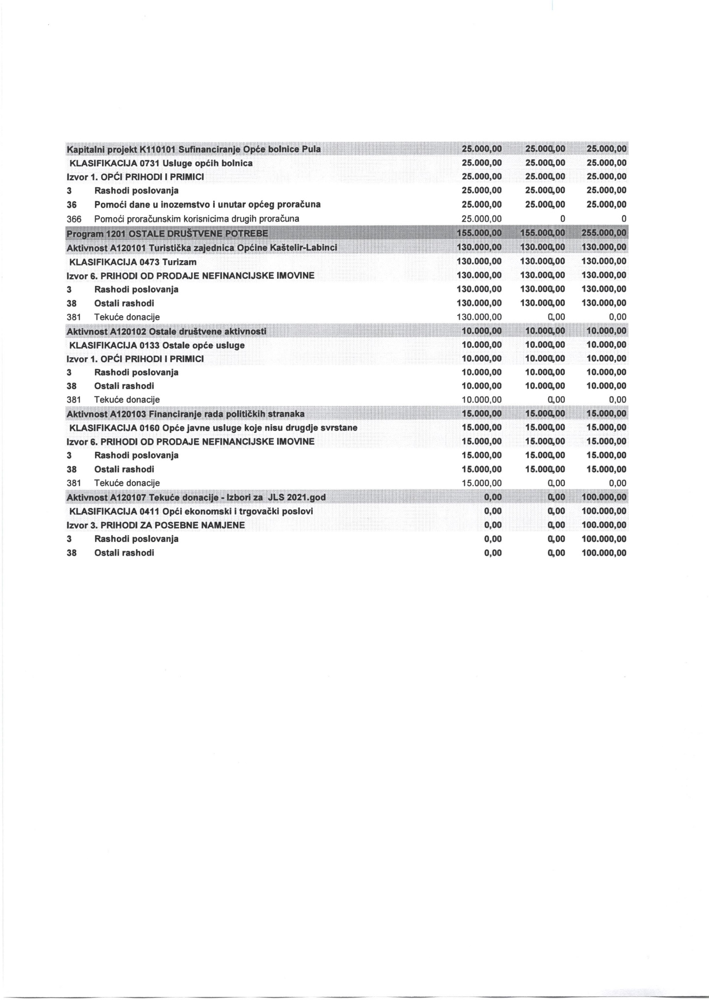 Kapitalni projekt K110101 Sufinanciranje Opće bolnice Pula 25.000,00 25.000,00 25.000,00
KLASIFIKACIJA 0731 Usluge općih bolnica 25.000,00 25.000,00 25.000,00
Izvor 1. OPĆI PRIHODI I PRIMICI 25.000,00 25.000,00 25.000,00
3 Rashodi poslovanja 25.000,00 25.000,00 25.000,00
36 Pomoći dane u inozemstvo i unutar općeg proračuna 25.000,00 25.000,00 25.000,00
366 Pomoći proračunskim korisnicima drugih proračuna 25.000,00 0 0
Program 1201 OSTALE DRUŠTVENE POTREBE 155.000,00 155.000,00 255.000,00
Aktivnost A120101 Turistička zajednica Općine Kaštelir-Labinci 130.000,00 130.000,00 130.000,00
KLASIFIKACIJA 0473 Turizam 130.000,00 130.000,00 130.000,00
Izvor 6. PRIHODI OD PRODAJE NEFINANCIJSKE IMOVINE 130.000,00 130.000,00 130.000,00
3 Rashodi poslovanja 130.000,00 130.000,00 130.000,00
38 Ostali rashodi 130.000,00 130.000,00 130.000,00
381 Tekuće donacije 130.000,00 0,00 0,00
Aktivnost A120102 Ostale društvene aktivnosti 10.000,00 10.000,00 10.000,00
KLASIFIKACIJA 0133 Ostale opće usluge 10.000,00 10.000,00 10.000,00
Izvor 1. OPĆI PRIHODI I PRIMICI 10.000,00 10.000,00 10.000,00
3 Rashodi poslovanja 10.000,00 10.000,00 10.000,00
38 Ostali rashodi 10.000,00 10.000,00 10.000,00
381 Tekuće donacije 10.000,00 0,00 0,00
Aktivnost A120103 Financiranje rada političkih stranaka 15.000,00 15.000,00 15.000,00
KLASIFIKACIJA 0160 Opće javne usluge koje nisu drugdje svrstane 15.000,00 15.000,00 15.000,00
Izvor 6. PRIHODI OD PRODAJE NEFINANCIJSKE IMOVINE 15.000,00 15.000,00 15.000,00
3 Rashodi poslovanja 15.000,00 15.000,00 15.000,00
38 Ostali rashodi 15.000,00 15.000,00 15.000,00
381 Tekuće donacije 15.000,00 0,00 0,00
Aktivnost A120107 Tekuće donacije - Izbori za JLS 2021.god 0,00 0,00 100.000,00
KLASIFIKACIJA 0411 Opći ekonomski i trgovački poslovi 0,00 0,00 100.000,00
Izvor 3. PRIHODI ZA POSEBNE NAMJENE 0,00 0,00 100.000,00
3 Rashodi poslovanja 0,00 0,00 100.000,00
38 Ostali rashodi 0,00 0,00 100.000,00